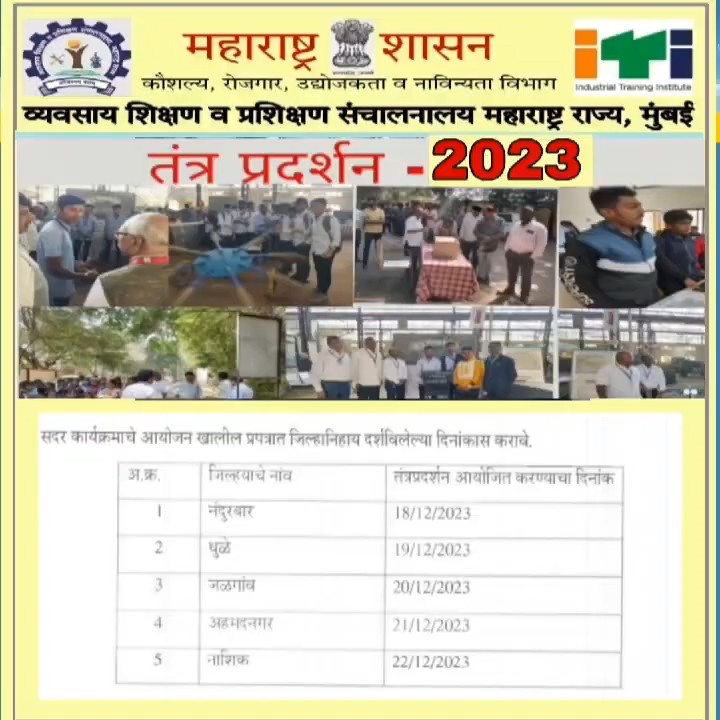 महाराष्ट्र शासन
कौशल्य, रोजगार, उद्योजकता व नाविन्यता विभाग
iTi
Industrial Training Institute
व्यवसाय शिक्षण व प्रशिक्षण संचालनालय महाराष्ट्र राज्य, मुंबई
तंत्र प्रदर्शन - 2023
सदर कार्यक्रमाचे आयोजन खालील प्रपत्रात जिल्हानिहाय दर्शविलेल्या दिनांकास करावे.
अ.क्र. जिल्हयाचे नांव तंत्रप्रदर्शन आयोजित करण्याचा दिनांक
1 नंदुरबार 18/12/2023
2 धुळे 19/12/2023
3 जळगांव 20/12/2023
4 अहमदनगर 21/12/2023
5 नाशिक 22/12/2023